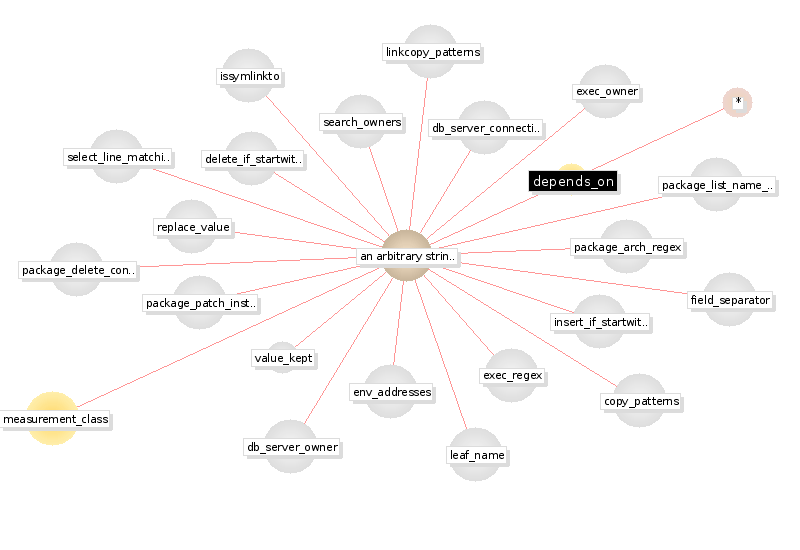 linkcopy_patterns
issymlinkto
exec_owner
*
search_owners
db_server_connecti..
select_line_matchi..
delete_if_startwit..
depends_on
package_list_name_..
replace_value
package_arch_regex
an arbitrary strin..
package_delete_con..
package_patch_inst..
field_separator
insert_if_startwit..
value_kept
exec_regex
env_addresses
copy_patterns
measurement_class
db_server_owner
leaf_name